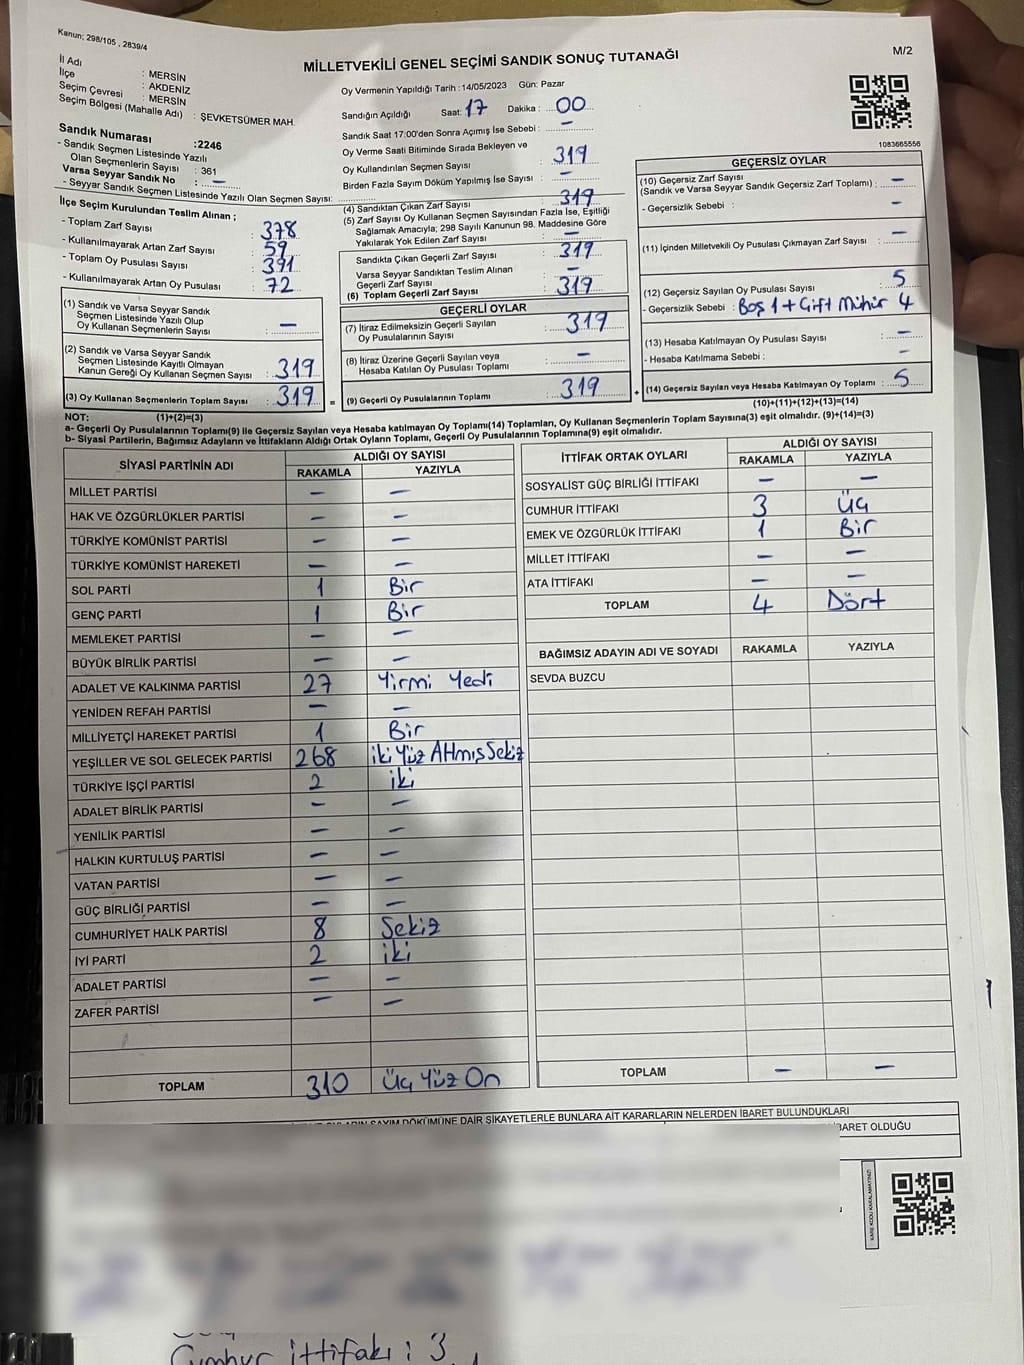 Kanun; 298/105 , 2839/4
M/2
MİLLETVEKİLİ GENEL SEÇİMİ SANDIK SONUÇ TUTANAĞI
İl Adı : MERSİN
İlçe : AKDENİZ
Seçim Çevresi : MERSİN
Seçim Bölgesi (Mahalle Adı) : ŞEVKETSÜMER MAH.
Sandık Numarası :2246
- Sandık Seçmen Listesinde Yazılı
Olan Seçmenlerin Sayısı : 361
Varsa Seyyar Sandık No : —
- Seyyar Sandık Seçmen Listesinde Yazılı Olan Seçmen Sayısı:
İlçe Seçim Kurulundan Teslim Alınan ;
- Toplam Zarf Sayısı : 378
- Kullanılmayarak Artan Zarf Sayısı : 59
- Toplam Oy Pusulası Sayısı : 391
- Kullanılmayarak Artan Oy Pusulası : 72
(1) Sandık ve Varsa Seyyar Sandık
Seçmen Listesinde Yazılı Olup
Oy Kullanan Seçmenlerin Sayısı : —
(2) Sandık ve Varsa Seyyar Sandık
Seçmen Listesinde Kayıtlı Olmayan
Kanun Gereği Oy Kullanan Seçmen Sayısı : 319
(3) Oy Kullanan Seçmenlerin Toplam Sayısı : 319
Oy Vermenin Yapıldığı Tarih :14/05/2023 Gün: Pazar
Sandığın Açıldığı Saat: 17 Dakika : 00
Sandık Saat 17:00'den Sonra Açımış İse Sebebi : —
Oy Verme Saati Bitiminde Sırada Bekleyen ve
Oy Kullandırılan Seçmen Sayısı : 319
Birden Fazla Sayım Döküm Yapılmış İse Sayısı : —
(4) Sandıktan Çıkan Zarf Sayısı : 319
(5) Zarf Sayısı Oy Kullanan Seçmen Sayısından Fazla İse, Eşitliği
Sağlamak Amacıyla; 298 Sayılı Kanunun 98. Maddesine Göre
Yakılarak Yok Edilen Zarf Sayısı : —
Sandıkta Çıkan Geçerli Zarf Sayısı : 319
Varsa Seyyar Sandıktan Teslim Alınan
Geçerli Zarf Sayısı : —
(6) Toplam Geçerli Zarf Sayısı : 319
GEÇERLİ OYLAR
(7) İtiraz Edilmeksizin Geçerli Sayılan
Oy Pusulalarının Sayısı : 319
(8) İtiraz Üzerine Geçerli Sayılan veya
Hesaba Katılan Oy Pusulası Toplamı : —
= (9) Geçerli Oy Pusulalarının Toplamı : 319
1083665556
GEÇERSİZ OYLAR
(10) Geçersiz Zarf Sayısı
(Sandık ve Varsa Seyyar Sandık Geçersiz Zarf Toplamı) : —
- Geçersizlik Sebebi : —
(11) İçinden Milletvekili Oy Pusulası Çıkmayan Zarf Sayısı : —
(12) Geçersiz Sayılan Oy Pusulası Sayısı : 5
- Geçersizlik Sebebi : Boş 1 + Çift Mühür 4
(13) Hesaba Katılmayan Oy Pusulası Sayısı : —
- Hesaba Katılmama Sebebi : —
+ (14) Geçersiz Sayılan veya Hesaba Katılmayan Oy Toplamı : 5
(10)+(11)+(12)+(13)=(14)
NOT: (1)+(2)=(3)
a- Geçerli Oy Pusulalarının Toplamı(9) ile Geçersiz Sayılan veya Hesaba katılmayan Oy Toplamı(14) Toplamları, Oy Kullanan Seçmenlerin Toplam Sayısına(3) eşit olmalıdır. (9)+(14)=(3)
b- Siyasi Partilerin, Bağımsız Adayların ve İttifakların Aldığı Ortak Oyların Toplamı, Geçerli Oy Pusulalarının Toplamına(9) eşit olmalıdır.
SİYASİ PARTİNİN ADI ALDIĞI OY SAYISI
RAKAMLA YAZIYLA
MİLLET PARTİSİ — —
HAK VE ÖZGÜRLÜKLER PARTİSİ — —
TÜRKİYE KOMÜNİST PARTİSİ — —
TÜRKİYE KOMÜNİST HAREKETİ — —
SOL PARTİ 1 Bir
GENÇ PARTİ 1 Bir
MEMLEKET PARTİSİ — —
BÜYÜK BİRLİK PARTİSİ — —
ADALET VE KALKINMA PARTİSİ 27 Yirmi Yedi
YENİDEN REFAH PARTİSİ — —
MİLLİYETÇİ HAREKET PARTİSİ 1 Bir
YEŞİLLER VE SOL GELECEK PARTİSİ 268 iki Yüz Altmış Sekiz
TÜRKİYE İŞÇİ PARTİSİ 2 iki
ADALET BİRLİK PARTİSİ — —
YENİLİK PARTİSİ — —
HALKIN KURTULUŞ PARTİSİ — —
VATAN PARTİSİ — —
GÜÇ BİRLİĞİ PARTİSİ — —
CUMHURİYET HALK PARTİSİ 8 Sekiz
İYİ PARTİ 2 iki
ADALET PARTİSİ — —
ZAFER PARTİSİ — —
TOPLAM 310 Üç Yüz On
İTTİFAK ORTAK OYLARI ALDIĞI OY SAYISI
RAKAMLA YAZIYLA
SOSYALİST GÜÇ BİRLİĞİ İTTİFAKI — —
CUMHUR İTTİFAKI 3 Üç
EMEK VE ÖZGÜRLÜK İTTİFAKI 1 Bir
MİLLET İTTİFAKI — —
ATA İTTİFAKI — —
TOPLAM 4 Dört
BAĞIMSIZ ADAYIN ADI VE SOYADI RAKAMLA YAZIYLA
SEVDA BUZCU
TOPLAM — —
SAYIM DÖKÜMÜNE DAİR ŞİKAYETLERLE BUNLARA AİT KARARLARIN NELERDEN İBARET BULUNDUKLARI
İBARET OLDUĞU
KARE KODU KARALAMAYINIZ!
Cumhur ittifakı : 3